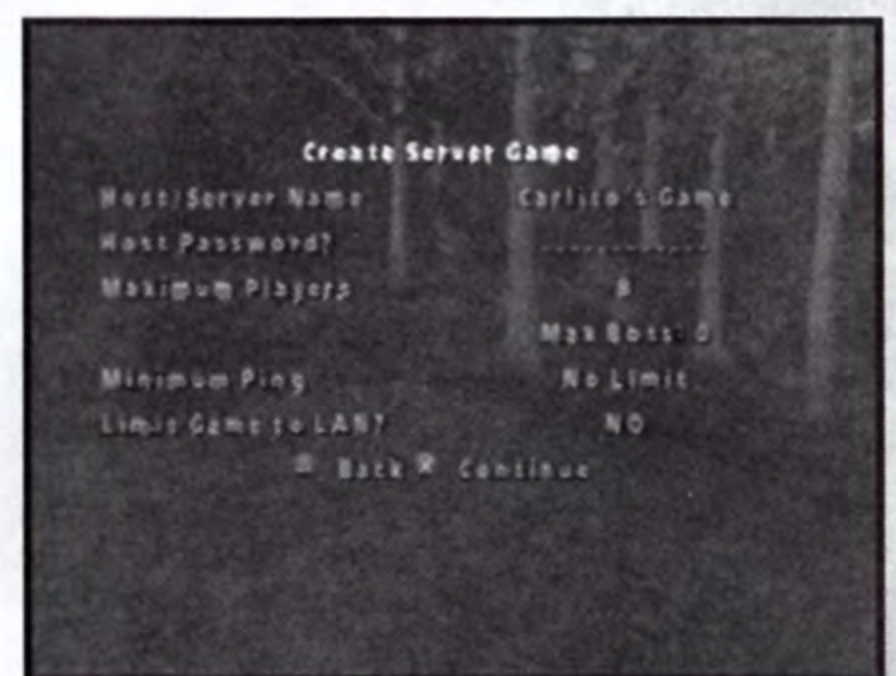 Create Server Game
Host/Server Name Carlito's Game
Host Password? ------------
Maximum Players 8
Max Bots: 0
Minimum Ping No Limit
Limit Game to LAN? NO
Back Continue